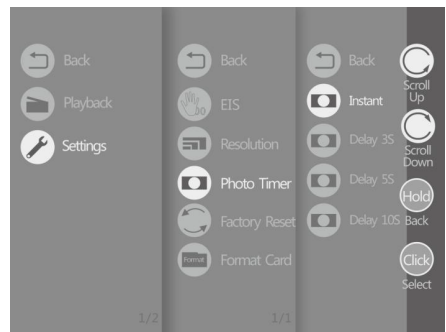 Back
Playback
Settings
1/2
Back
EIS
Resolution
Photo Timer
Factory Reset
Format
Format Card
1/1
Back
Instant
Delay 3S
Delay 5S
Delay 10S
Scroll
Up
Scroll
Down
Hold
Back
Click
Select